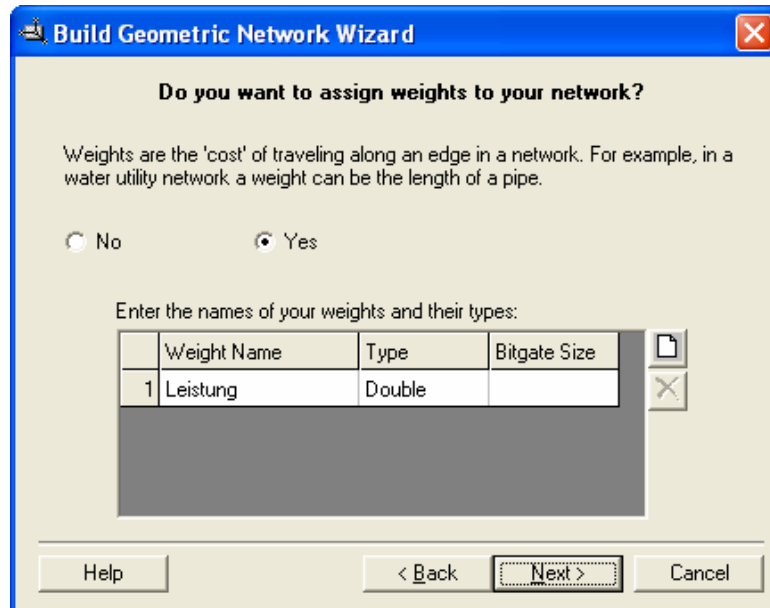 Build Geometric Network Wizard
Do you want to assign weights to your network?
Weights are the 'cost' of traveling along an edge in a network. For example, in a
water utility network a weight can be the length of a pipe.
No Yes
Enter the names of your weights and their types:
Weight Name Type Bitgate Size
1 Leistung Double
Help < Back Next > Cancel